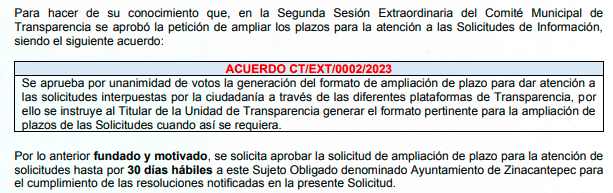 Para hacer de su conocimiento que, en la Segunda Sesión Extraordinaria del Comité Municipal de
Transparencia se aprobó la petición de ampliar los plazos para la atención a las Solicitudes de Información,
siendo el siguiente acuerdo:
ACUERDO CT/EXT/0002/2023
Se aprueba por unanimidad de votos la generación del formato de ampliación de plazo para dar atención a
las solicitudes interpuestas por la ciudadanía a través de las diferentes plataformas de Transparencia, por
ello se instruye al Titular de la Unidad de Transparencia generar el formato pertinente para la ampliación de
plazos de las Solicitudes cuando así se requiera.
Por lo anterior fundado y motivado, se solicita aprobar la solicitud de ampliación de plazo para la atención de
solicitudes hasta por 30 días hábiles a este Sujeto Obligado denominado Ayuntamiento de Zinacantepec para
el cumplimiento de las resoluciones notificadas en la presente Solicitud.